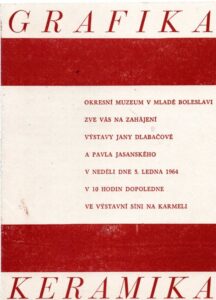 GRAFIKA
OKRESNÍ MUZEUM V MLADÉ BOLESLAVI
ZVE VÁS NA ZAHÁJENÍ
VÝSTAVY JANY DLABAČOVÉ
A PAVLA JASANSKÉHO
V NEDĚLI DNE 5. LEDNA 1964
V 10 HODIN DOPOLEDNE
VE VÝSTAVNÍ SÍNI NA KARMELI
KERAMIKA